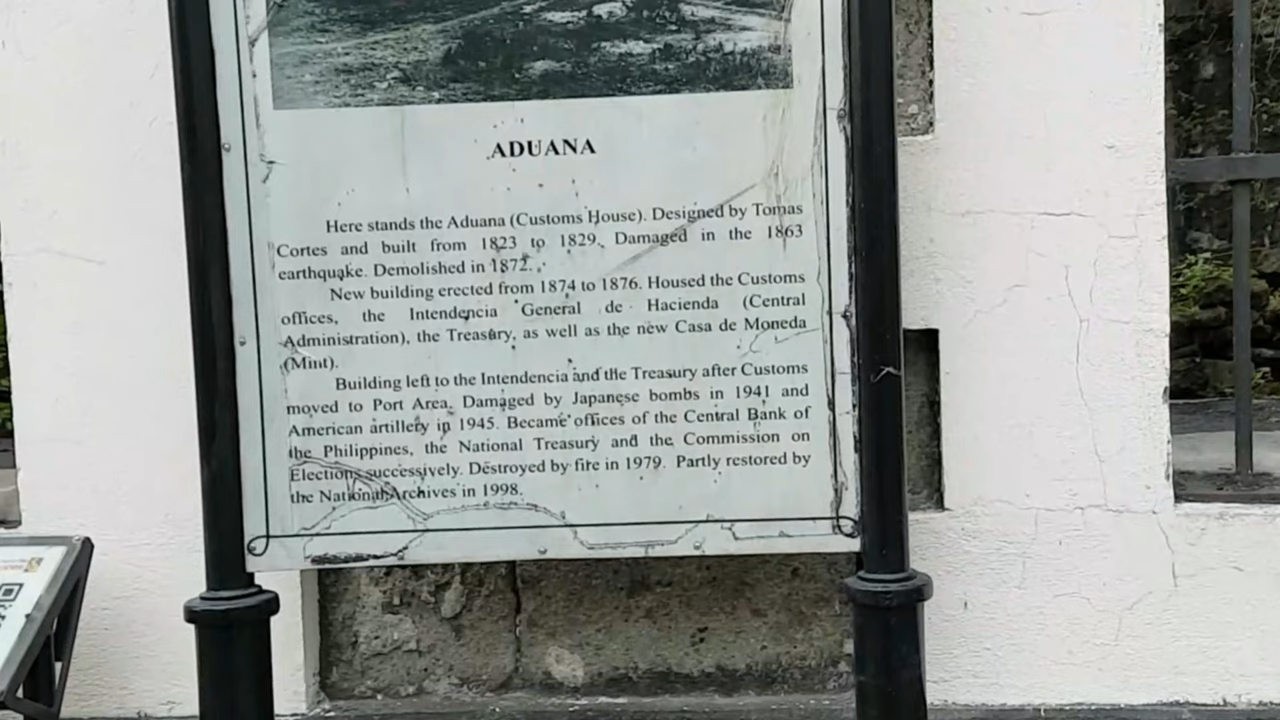 ADUANA
Here stands the Aduana (Customs House). Designed by Tomas
Cortes and built from 1823 to 1829. Damaged in the 1863
earthquake. Demolished in 1872.
New building erected from 1874 to 1876. Housed the Customs
offices, the Intendencia General de Hacienda (Central
Administration), the Treasury, as well as the new Casa de Moneda
(Mint).
Building left to the Intendencia and the Treasury after Customs
moved to Port Area. Damaged by Japanese bombs in 1941 and
American artillery in 1945. Became offices of the Central Bank of
the Philippines, the National Treasury and the Commission on
Elections successively. Destroyed by fire in 1979. Partly restored by
the National Archives in 1998.